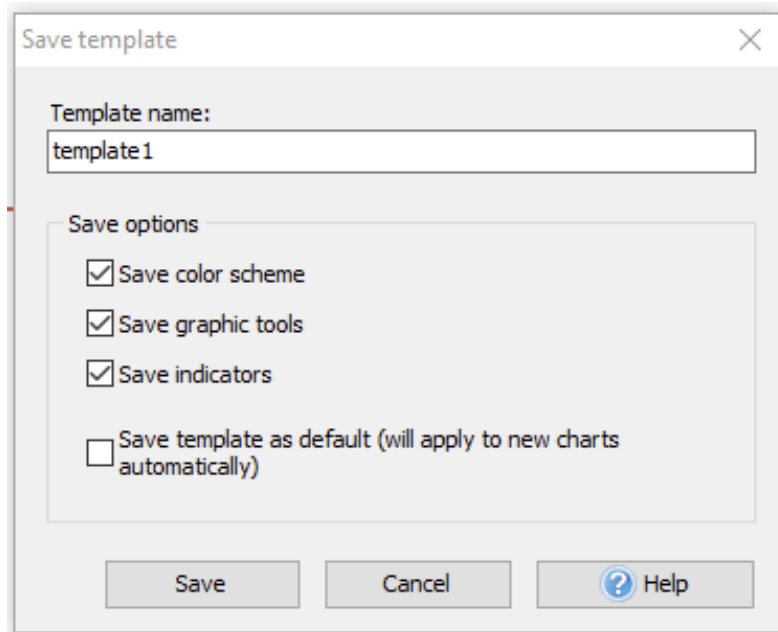 Save template
Template name:
template1
Save options
Save color scheme
Save graphic tools
Save indicators
Save template as default (will apply to new charts
automatically)
Save
Cancel
Help